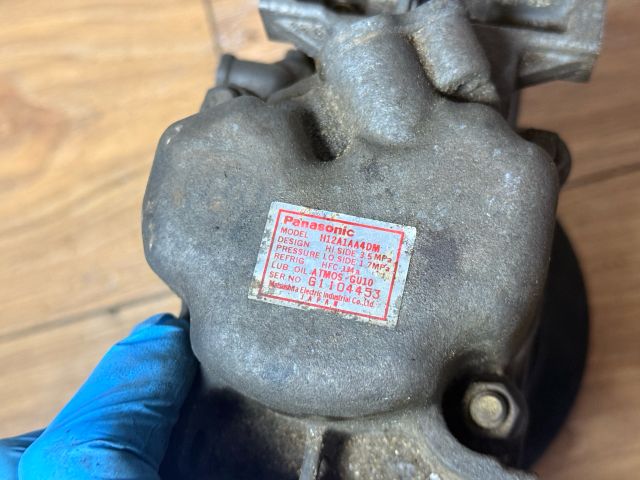 Panasonic
MODEL H12A1AA4DM
DESIGN HI SIDE 3.5 MPa
PRESSURE LO SIDE 1.7 MPa
REFRIG. HFC-134a
LUB. OIL ATMOS-GU10
SER.NO G1104453
Matsushita Electric Industrial Co.,Ltd.
JAPAN